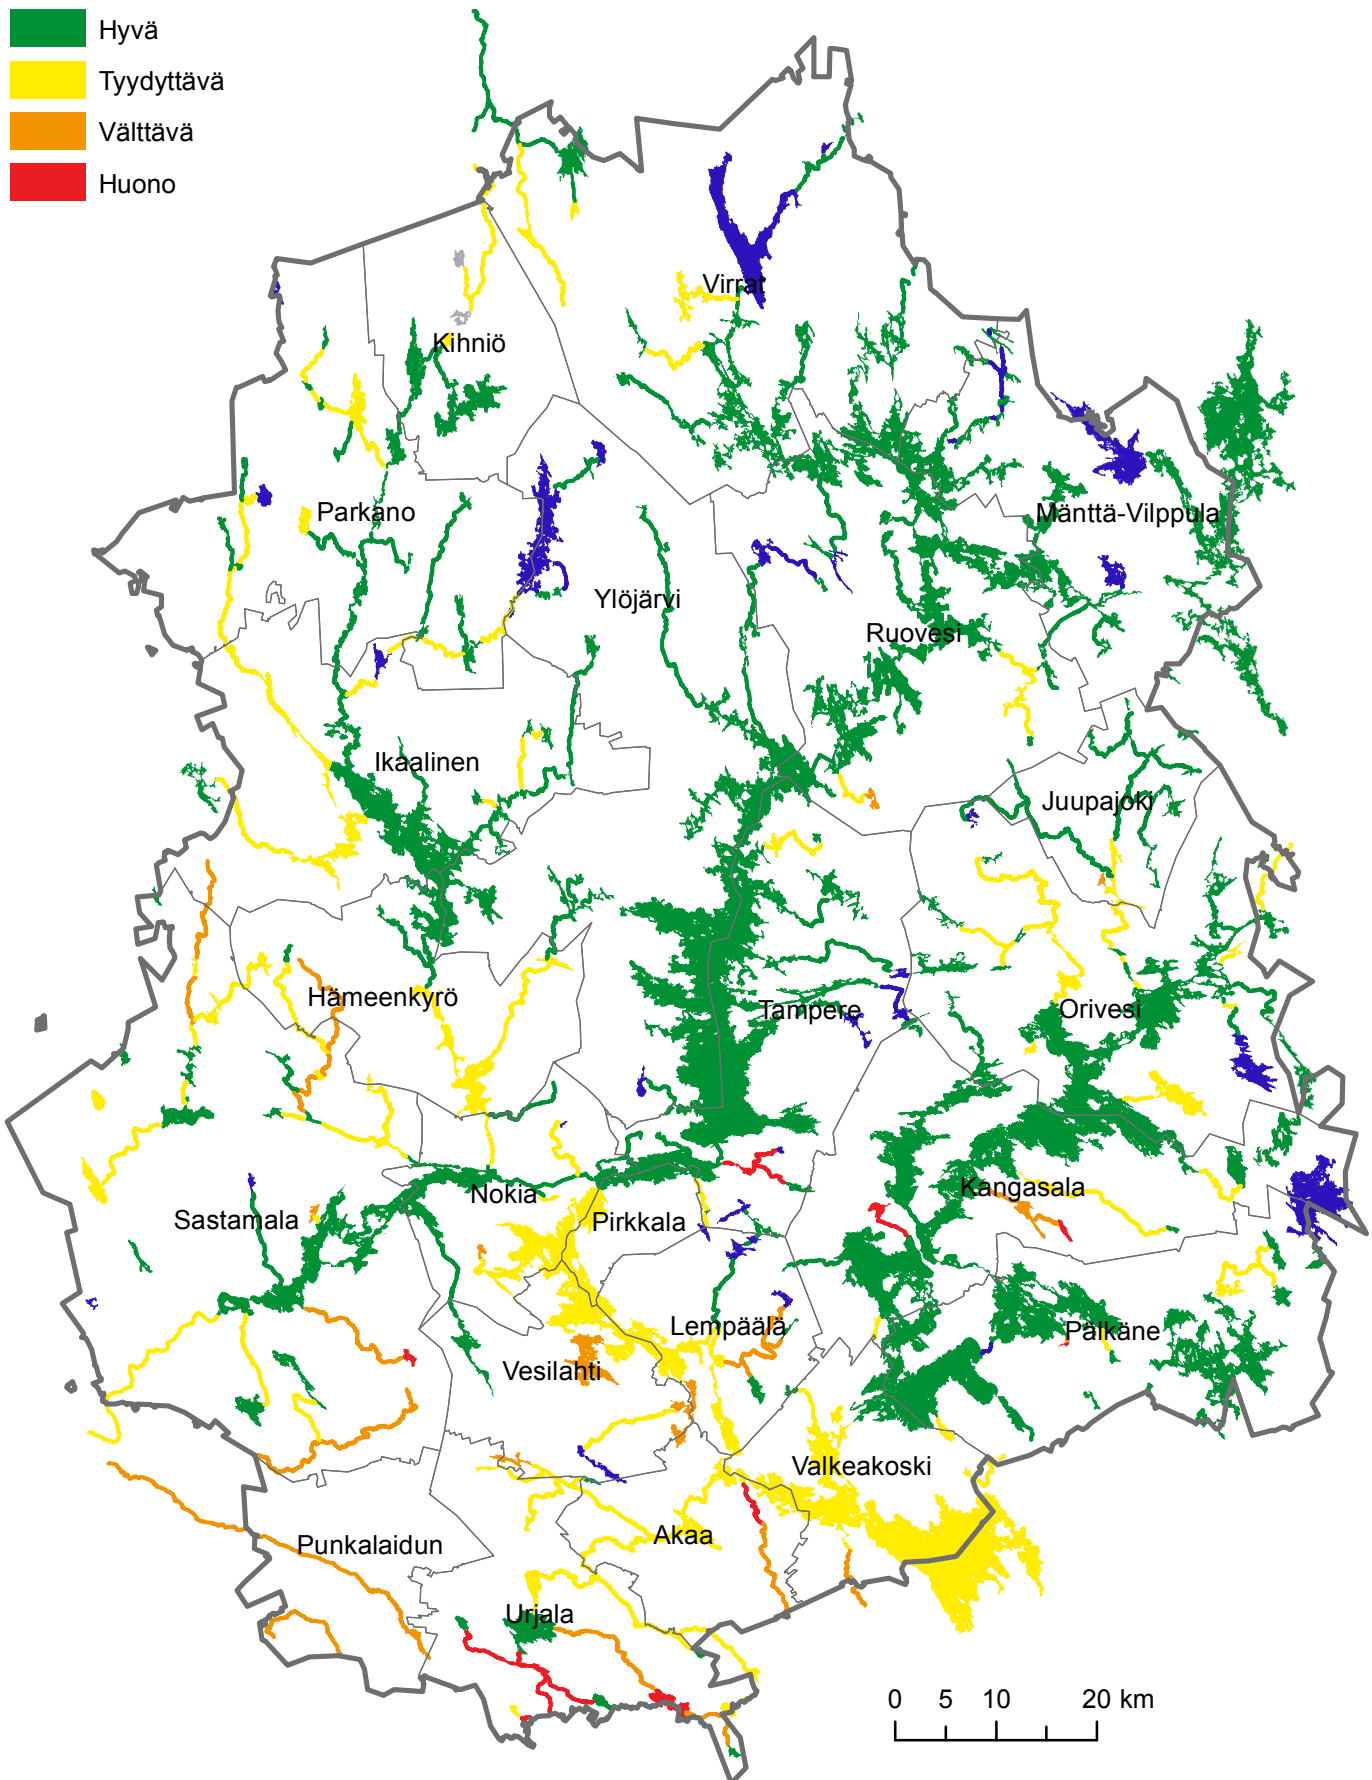 Hyvä
Tyydyttävä
Välttävä
Huono
Virrat
Kihniö
Parkano
Mänttä-Vilppula
Ylöjärvi
Ruovesi
Ikaalinen
Juupajoki
Hämeenkyrö
Tampere
Orivesi
Nokia
Kangasala
Sastamala
Pirkkala
Lempäälä
Pälkäne
Vesilahti
Valkeakoski
Punkalaidun
Akaa
Urjala
0 5 10 20 km